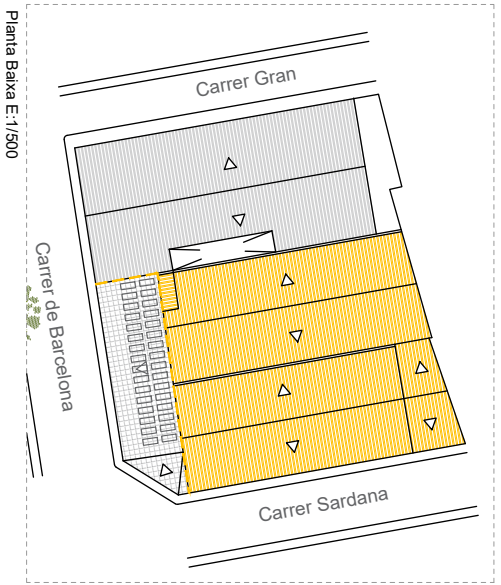 Planta Baixa E:1/500
Carrer Gran
Carrer de Barcelona
Carrer Sardana